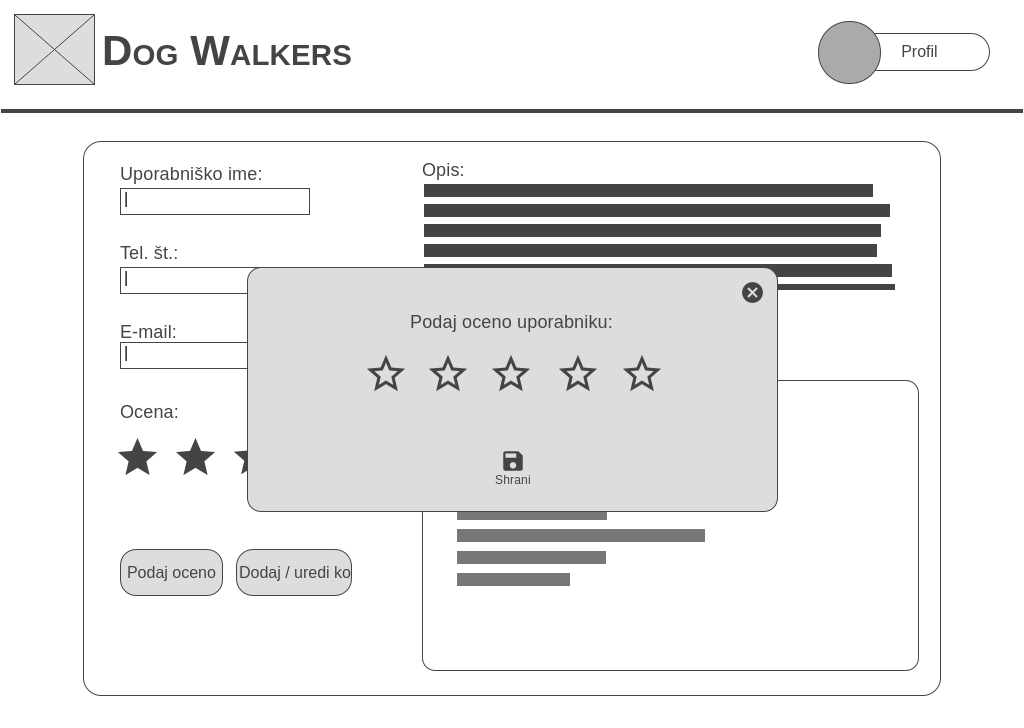 Dog Walkers
Profil
Uporabniško ime:
Opis:
Tel. št.:
E-mail:
Podaj oceno uporabniku:
Ocena:
Shrani
Podaj oceno
Dodaj / uredi ko